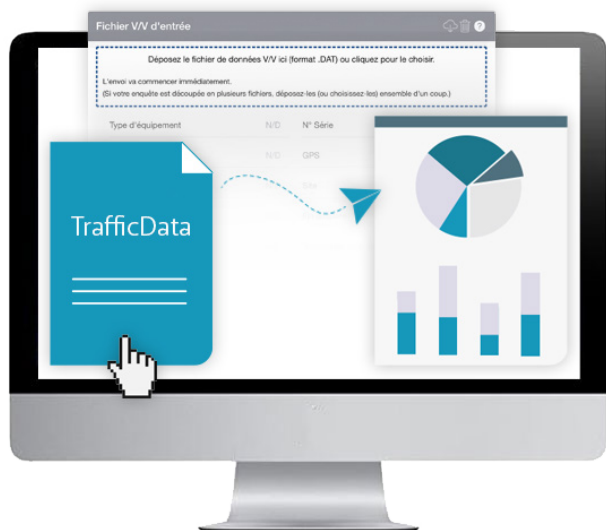 Fichier V/V d'entrée
?
Déposez le fichier de données V/V ici (format .DAT) ou cliquez pour le choisir.
L'envoi va commencer immédiatement.
(Si votre enquête est découpée en plusieurs fichiers, déposez-les (ou choisissez-les) ensemble d'un coup.)
Type d'équipement N/D N° Série
N/D GPS
Site
TrafficData